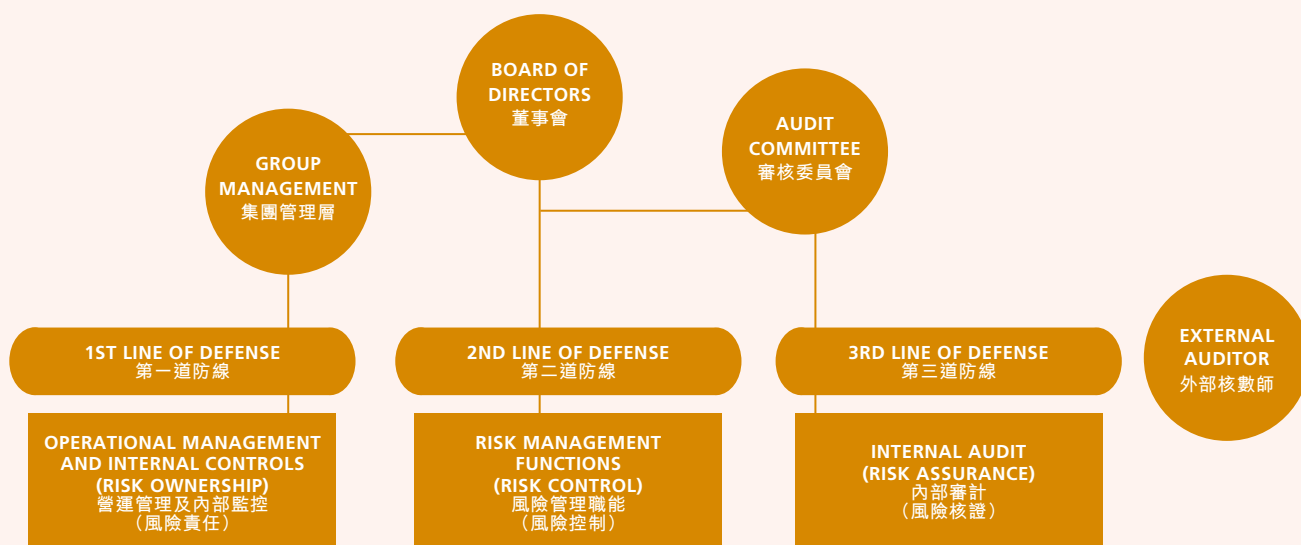 BOARD OF
DIRECTORS
董事會
AUDIT
COMMITTEE
審核委員會
GROUP
MANAGEMENT
集團管理層
EXTERNAL
AUDITOR
外部核數師
1ST LINE OF DEFENSE
第一道防線
2ND LINE OF DEFENSE
第二道防線
3RD LINE OF DEFENSE
第三道防線
OPERATIONAL MANAGEMENT
AND INTERNAL CONTROLS
(RISK OWNERSHIP)
營運管理及內部監控
（風險責任）
RISK MANAGEMENT
FUNCTIONS
(RISK CONTROL)
風險管理職能
（風險控制）
INTERNAL AUDIT
(RISK ASSURANCE)
內部審計
（風險核證）